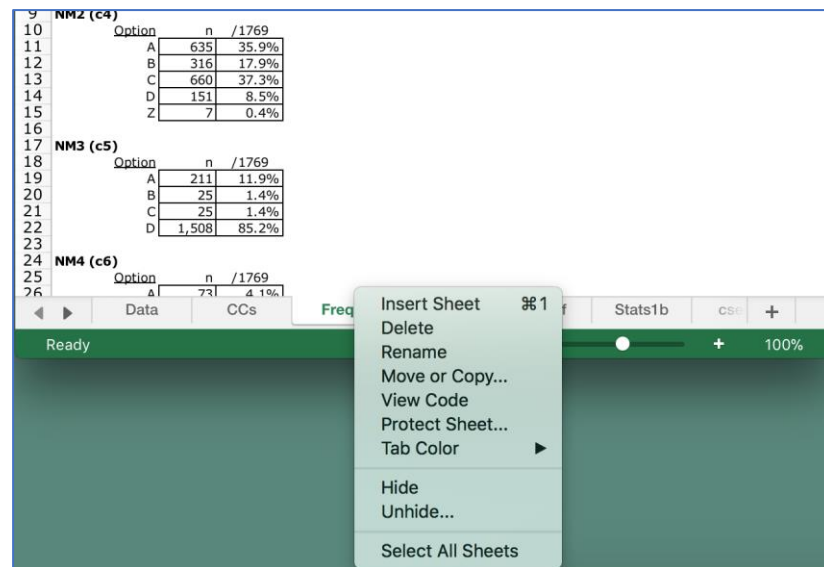 9 NM2 (c4)
10 Option n /1769
11 A 635 35.9%
12 B 316 17.9%
13 C 660 37.3%
14 D 151 8.5%
15 Z 7 0.4%
16
17 NM3 (c5)
18 Option n /1769
19 A 211 11.9%
20 B 25 1.4%
21 C 25 1.4%
22 D 1,508 85.2%
23
24 NM4 (c6)
25 Option n /1769
26 A 73 4.1%
Data CCs Freq f Stats1b cse +
Ready + 100%
Insert Sheet ⌘1
Delete
Rename
Move or Copy...
View Code
Protect Sheet...
Tab Color ▶
Hide
Unhide...
Select All Sheets